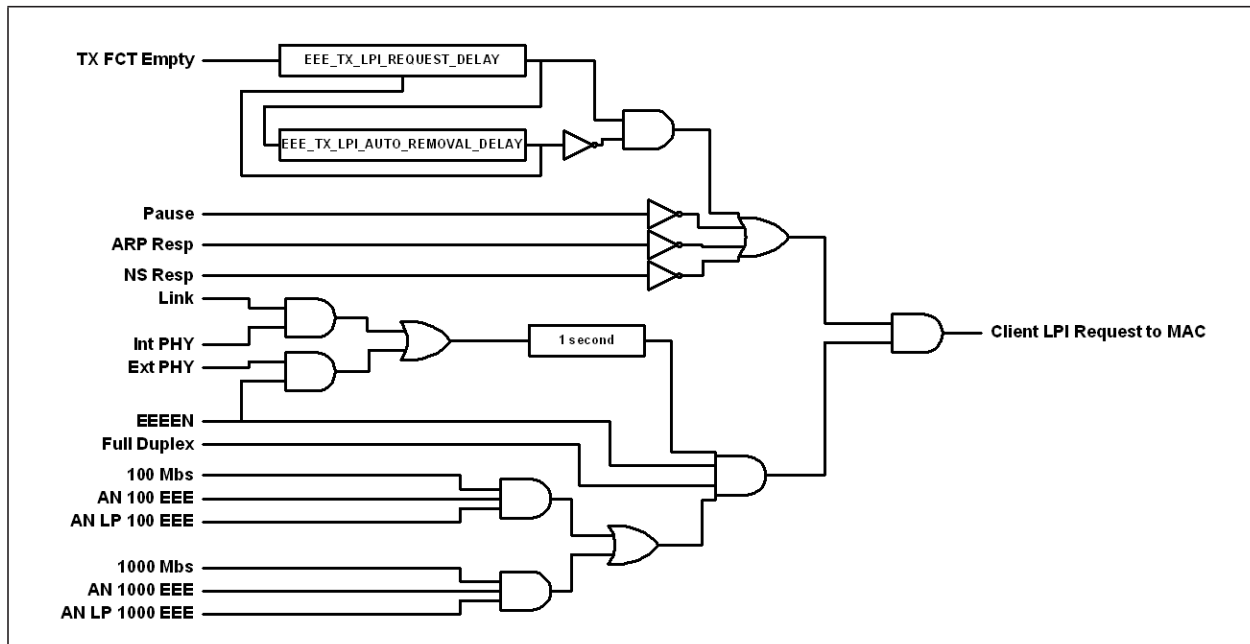 TX FCT Empty
EEE_TX_LPI_REQUEST_DELAY
EEE_TX_LPI_AUTO_REMOVAL_DELAY
Pause
ARP Resp
NS Resp
Link
Int PHY
Ext PHY
1 second
Client LPI Request to MAC
EEEEN
Full Duplex
100 Mbs
AN 100 EEE
AN LP 100 EEE
1000 Mbs
AN 1000 EEE
AN LP 1000 EEE